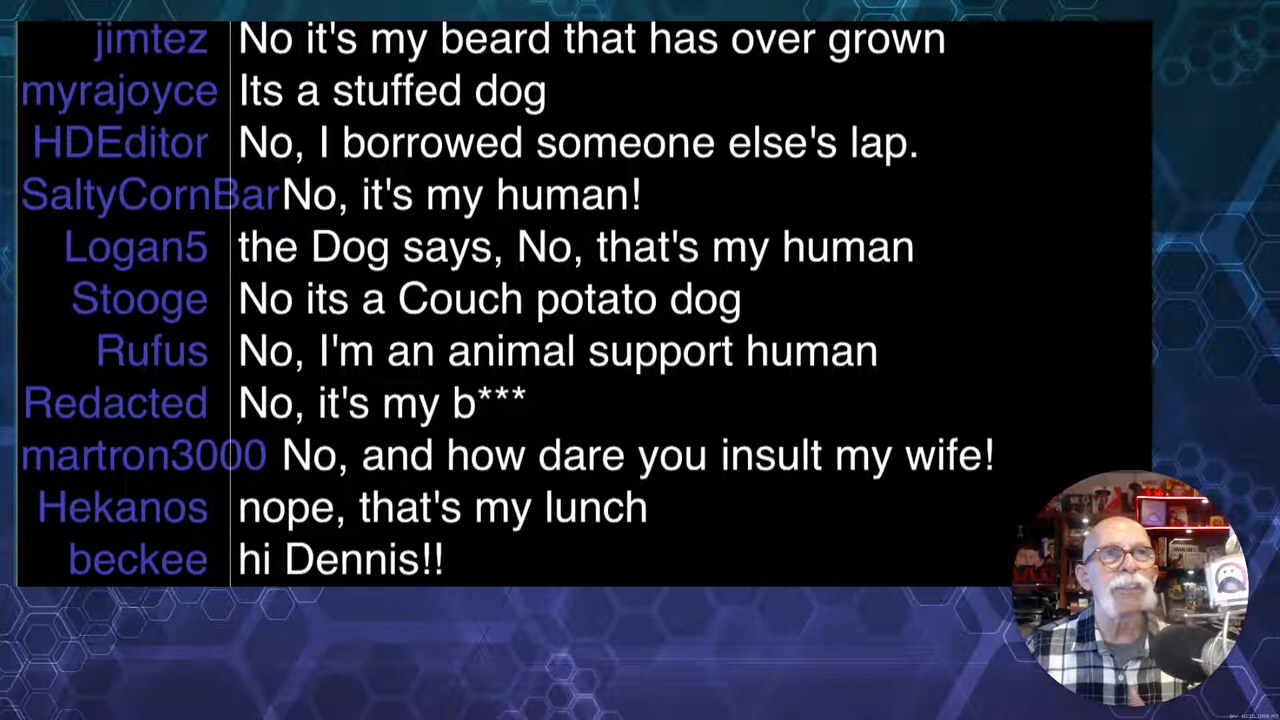 jimtez No it's my beard that has over grown
myrajoyce Its a stuffed dog
HDEditor No, I borrowed someone else's lap.
SaltyCornBar No, it's my human!
Logan5 the Dog says, No, that's my human
Stooge No its a Couch potato dog
Rufus No, I'm an animal support human
Redacted No, it's my b***
martron3000 No, and how dare you insult my wife!
Hekanos nope, that's my lunch
beckee hi Dennis!!